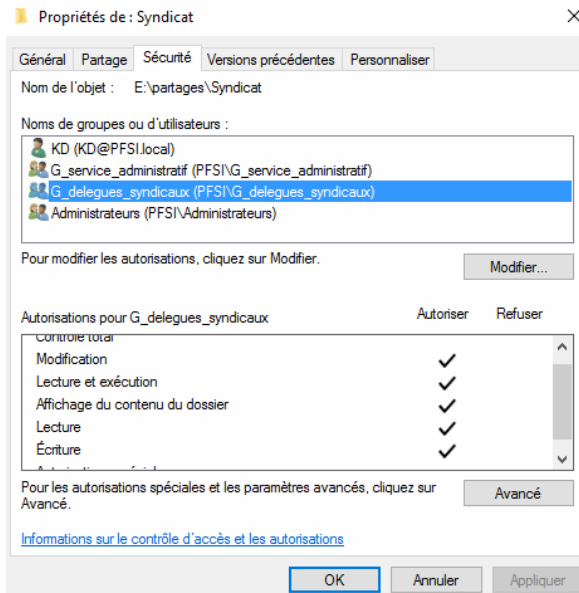 Propriétés de : Syndicat
Général Partage Sécurité Versions précédentes Personnaliser
Nom de l'objet : E:\partages\Syndicat
Noms de groupes ou d'utilisateurs :
KD (KD@PFSI.local)
G_service_administratif (PFSI\G_service_administratif)
G_delegues_syndicaux (PFSI\G_delegues_syndicaux)
Administrateurs (PFSI\Administrateurs)
Pour modifier les autorisations, cliquez sur Modifier.
Modifier...
Autorisations pour G_delegues_syndicaux Autoriser Refuser
Contrôle total
Modification
Lecture et exécution
Affichage du contenu du dossier
Lecture
Écriture
Pour les autorisations spéciales et les paramètres avancés, cliquez sur
Avancé.
Avancé
Informations sur le contrôle d'accès et les autorisations
OK Annuler Appliquer